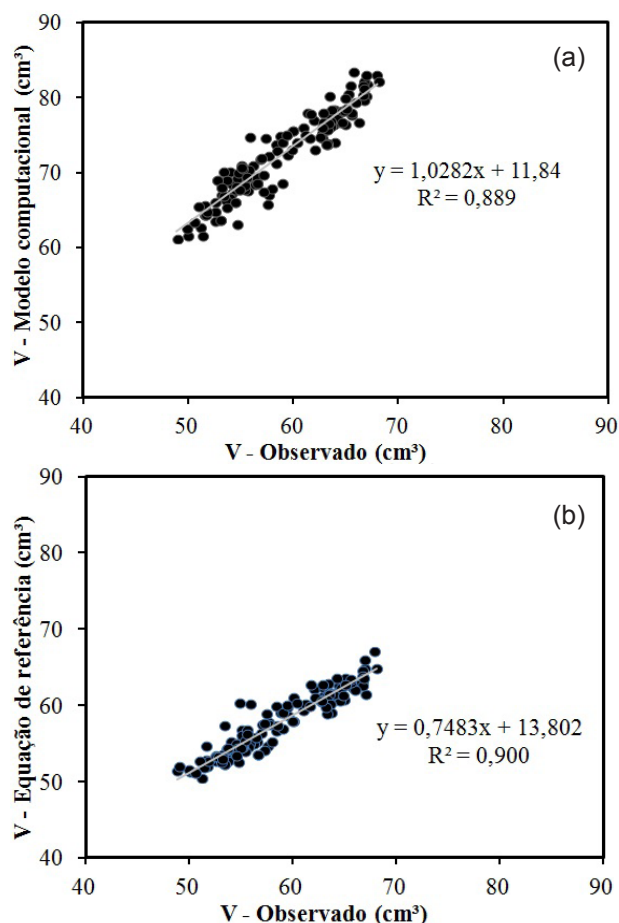 90
80
70
60
50
40
V - Modelo computacional (cm³)
(a)
y = 1,0282x + 11,84
R² = 0,889
40 50 60 70 80 90
V - Observado (cm³)
90
80
70
60
50
40
V - Equação de referência (cm³)
(b)
y = 0,7483x + 13,802
R² = 0,900
40 50 60 70 80 90
V - Observado (cm³)